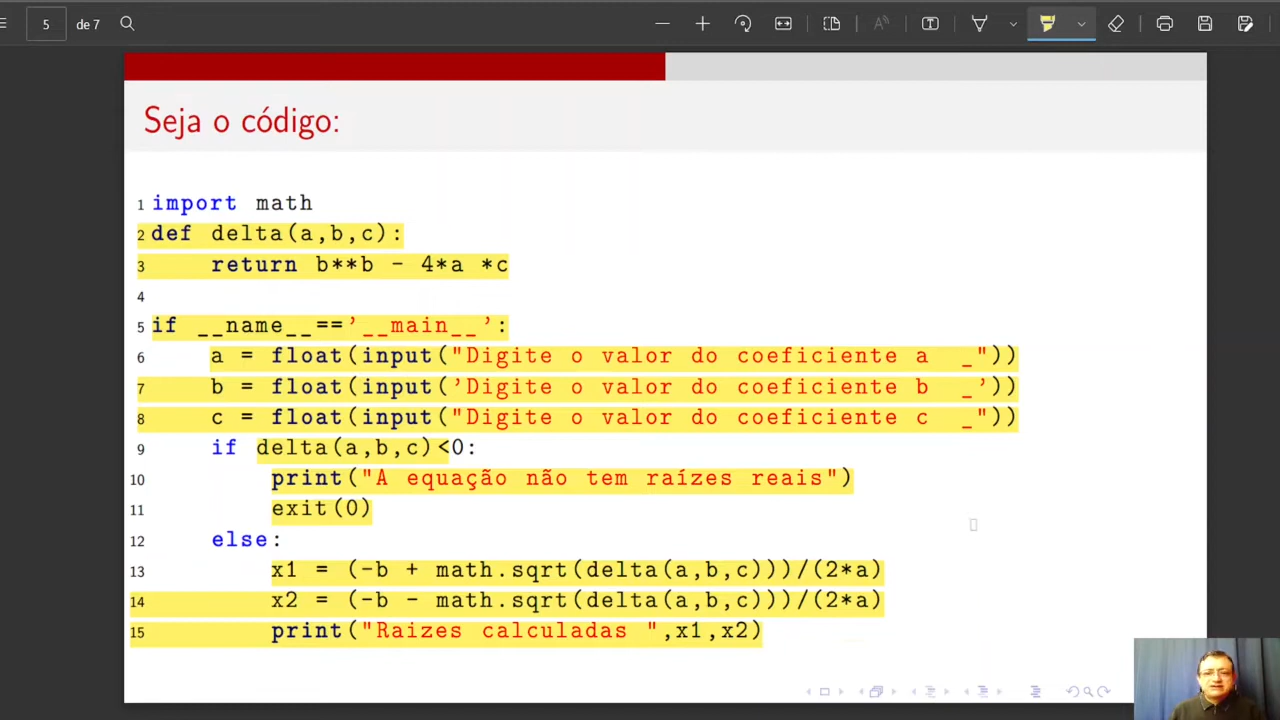 5 de 7
Seja o código:
1 import math
2 def delta(a,b,c):
3 return b**b - 4*a *c
4
5 if __name__=='__main__':
6 a = float(input("Digite o valor do coeficiente a _"))
7 b = float(input('Digite o valor do coeficiente b _'))
8 c = float(input("Digite o valor do coeficiente c _"))
9 if delta(a,b,c)<0:
10 print("A equação não tem raízes reais")
11 exit(0)
12 else:
13 x1 = (-b + math.sqrt(delta(a,b,c)))/(2*a)
14 x2 = (-b - math.sqrt(delta(a,b,c)))/(2*a)
15 print("Raizes calculadas ",x1,x2)